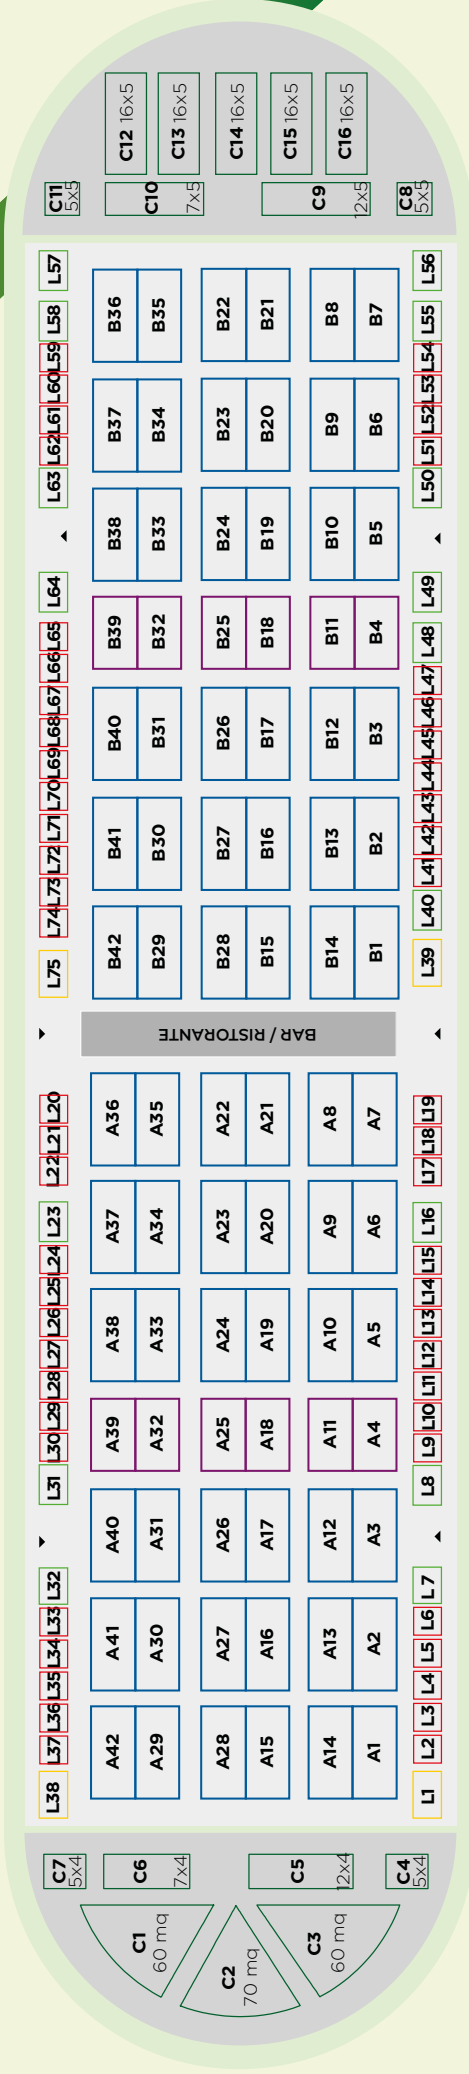 C12 16x5
C13 16x5
C14 16x5
C15 16x5
C16 16x5
C11 5x5
C10 7x5
C9 12x5
C8 5x5
L57
L58
L59
L60
L61
L62
L63
L64
L65
L66
L67
L68
L69
L70
L71
L72
L73
L74
L75
B36 B35 B22 B21 B8 B7
B37 B34 B23 B20 B9 B6
B38 B33 B24 B19 B10 B5
B39 B32 B25 B18 B11 B4
B40 B31 B26 B17 B12 B3
B41 B30 B27 B16 B13 B2
B42 B29 B28 B15 B14 B1
L56
L55
L54
L53
L52
L51
L50
L49
L48
L47
L46
L45
L44
L43
L42
L41
L40
L39
BAR / RISTORANTE
L20
L21
L22
L23
L24
L25
L26
L27
L28
L29
L30
L31
L32
L33
L34
L35
L36
L37
L38
A36 A35 A22 A21 A8 A7
A37 A34 A23 A20 A9 A6
A38 A33 A24 A19 A10 A5
A39 A32 A25 A18 A11 A4
A40 A31 A26 A17 A12 A3
A41 A30 A27 A16 A13 A2
A42 A29 A28 A15 A14 A1
L19
L18
L17
L16
L15
L14
L13
L12
L11
L10
L9
L8
L7
L6
L5
L4
L3
L2
L1
C7 5x4
C6 7x4
C5 12x4
C4 5x4
C1
60 mq
C2
70 mq
C3
60 mq